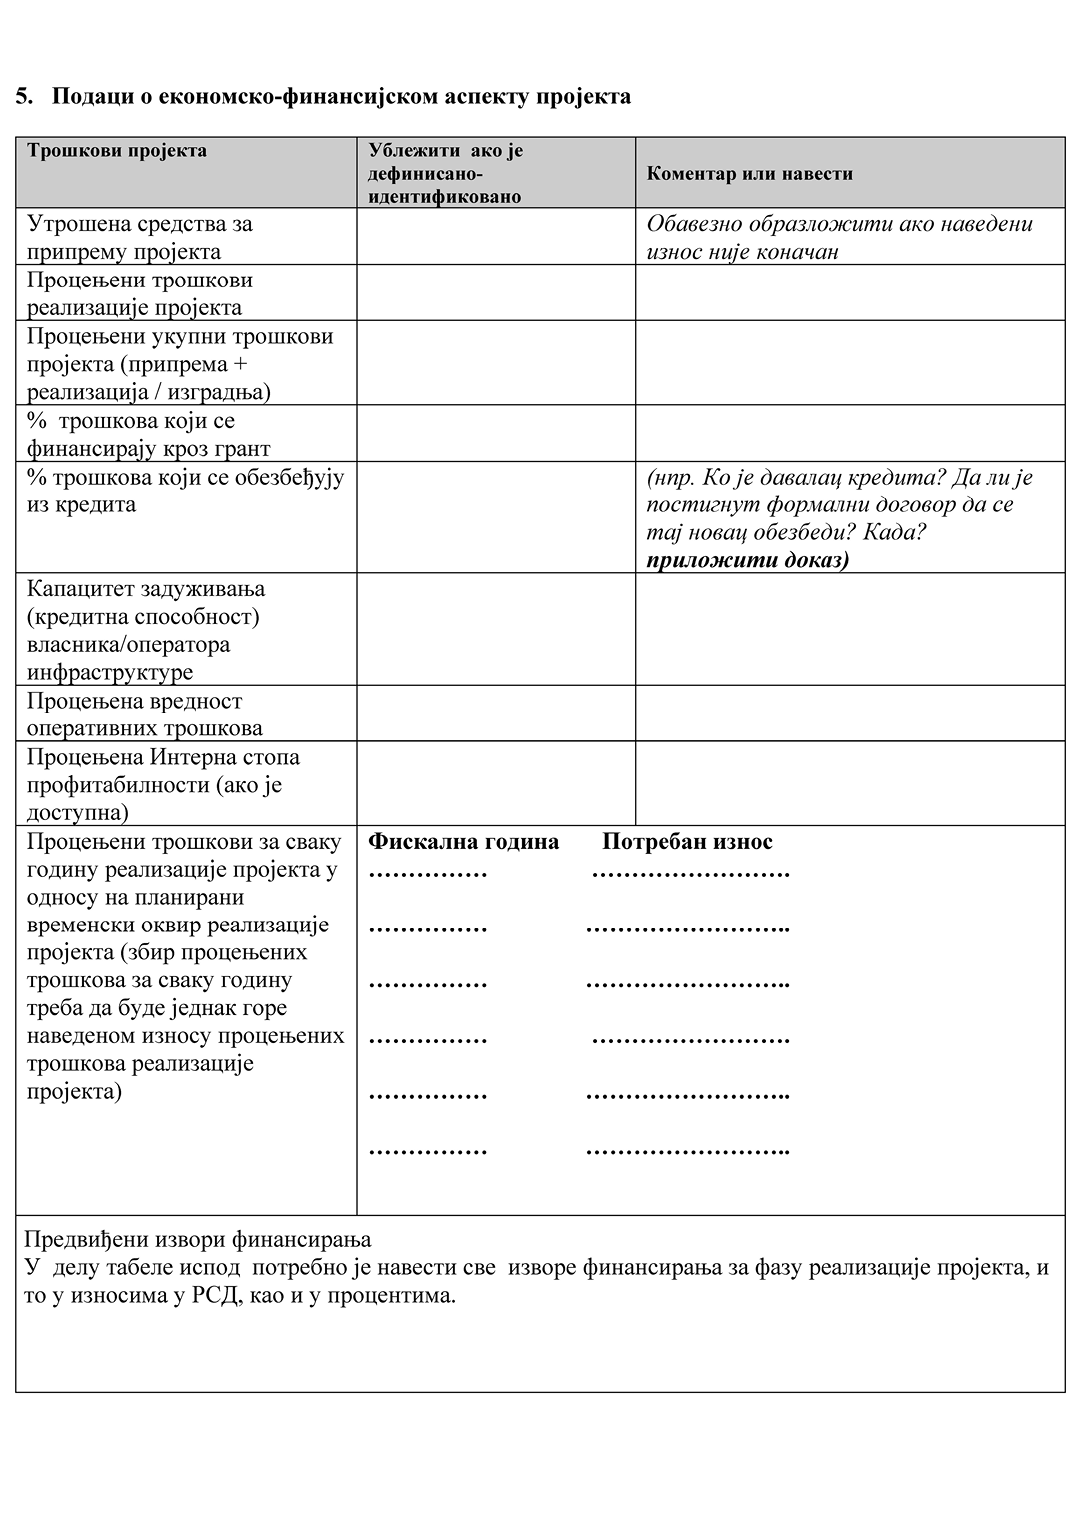 5. Подаци о економско-финансијском аспекту пројекта
Трошкови пројекта
Ублежити ако је
дефинисано-
идентификовано
Коментар или навести
Утрошена средства за
припрему пројекта
Обавезно образложити ако наведени
износ није коначан
Процењени трошкови
реализације пројекта
Процењени укупни трошкови
пројекта (припрема +
реализација / изградња)
% трошкова који се
финансирају кроз грант
% трошкова који се обезбеђују
из кредита
(нпр. Ко је давалац кредита? Да ли је
постигнут формални договор да се
тај новац обезбеди? Када?
приложити доказ)
Капацитет задуживања
(кредитна способност)
власника/оператора
инфраструктуре
Процењена вредност
оперативних трошкова
Процењена Интерна стопа
профитабилности (ако је
доступна)
Процењени трошкови за сваку
годину реализације пројекта у
односу на планирани
временски оквир реализације
пројекта (збир процењених
трошкова за сваку годину
треба да буде једнак горе
наведеном износу процењених
трошкова реализације
пројекта)
Фискална година Потребан износ
…………… …………………….
…………… ……………………..
…………… ……………………..
…………… …………………….
…………… ……………………..
…………… ……………………..
Предвиђени извори финансирања
У делу табеле испод потребно је навести све изворе финансирања за фазу реализације пројекта, и
то у износима у РСД, као и у процентима.